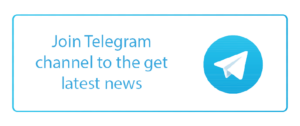 Join Telegram
channel to the get
latest news